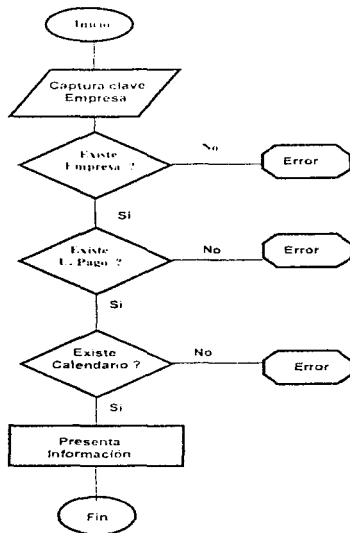 Inicio
Captura clave
Empresa
Existe
Empresa ?
No
Error
Si
Existe
L. Pago ?
No
Error
Si
Existe
Calendario ?
No
Error
Si
Presenta
Información
Fin